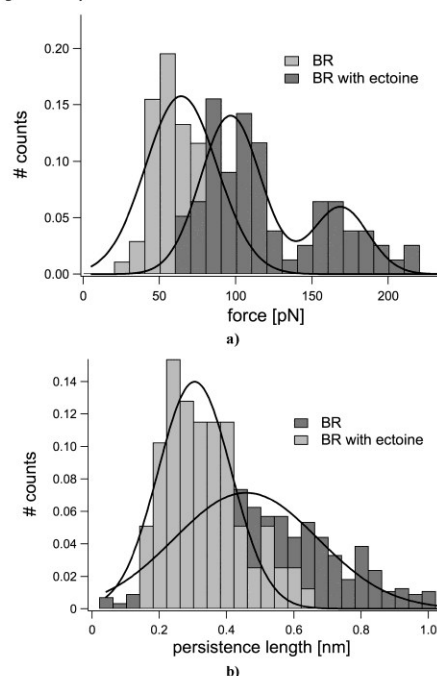 0.20
0.15
0.10
0.05
0.00
# counts
BR
BR with ectoine
0 50 100 150 200
force [pN]
a)
0.14
0.12
0.10
0.08
0.06
0.04
0.02
0
# counts
BR
BR with ectoine
0 0.2 0.4 0.6 0.8 1.0
persistence length [nm]
b)